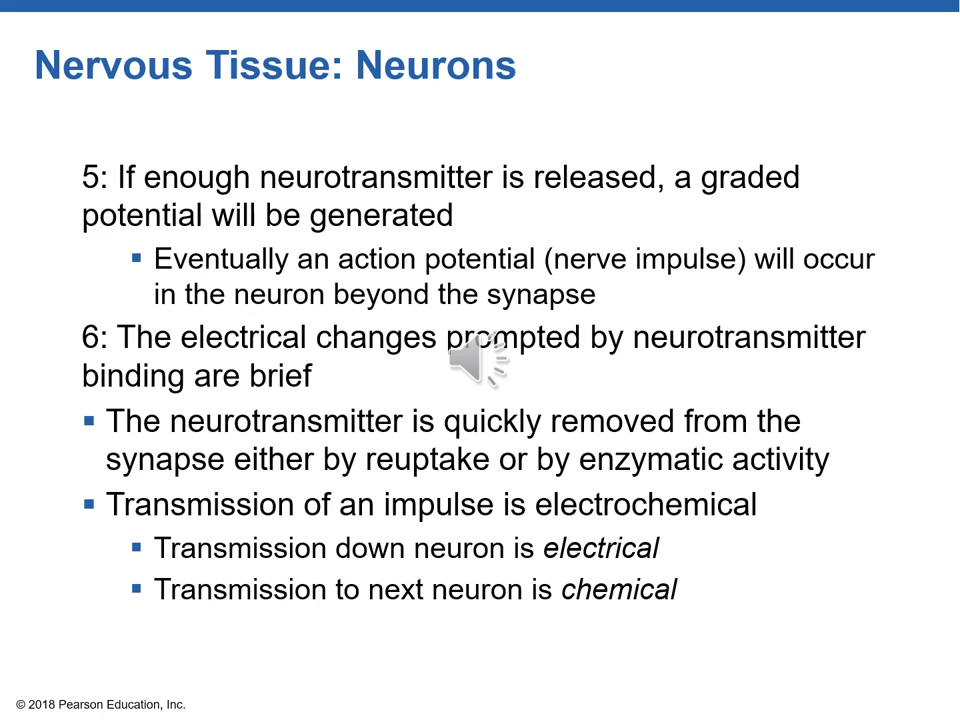 Nervous Tissue: Neurons
5: If enough neurotransmitter is released, a graded
potential will be generated
▪ Eventually an action potential (nerve impulse) will occur
in the neuron beyond the synapse
6: The electrical changes prompted by neurotransmitter
binding are brief
▪ The neurotransmitter is quickly removed from the
synapse either by reuptake or by enzymatic activity
▪ Transmission of an impulse is electrochemical
▪ Transmission down neuron is electrical
▪ Transmission to next neuron is chemical
© 2018 Pearson Education, Inc.